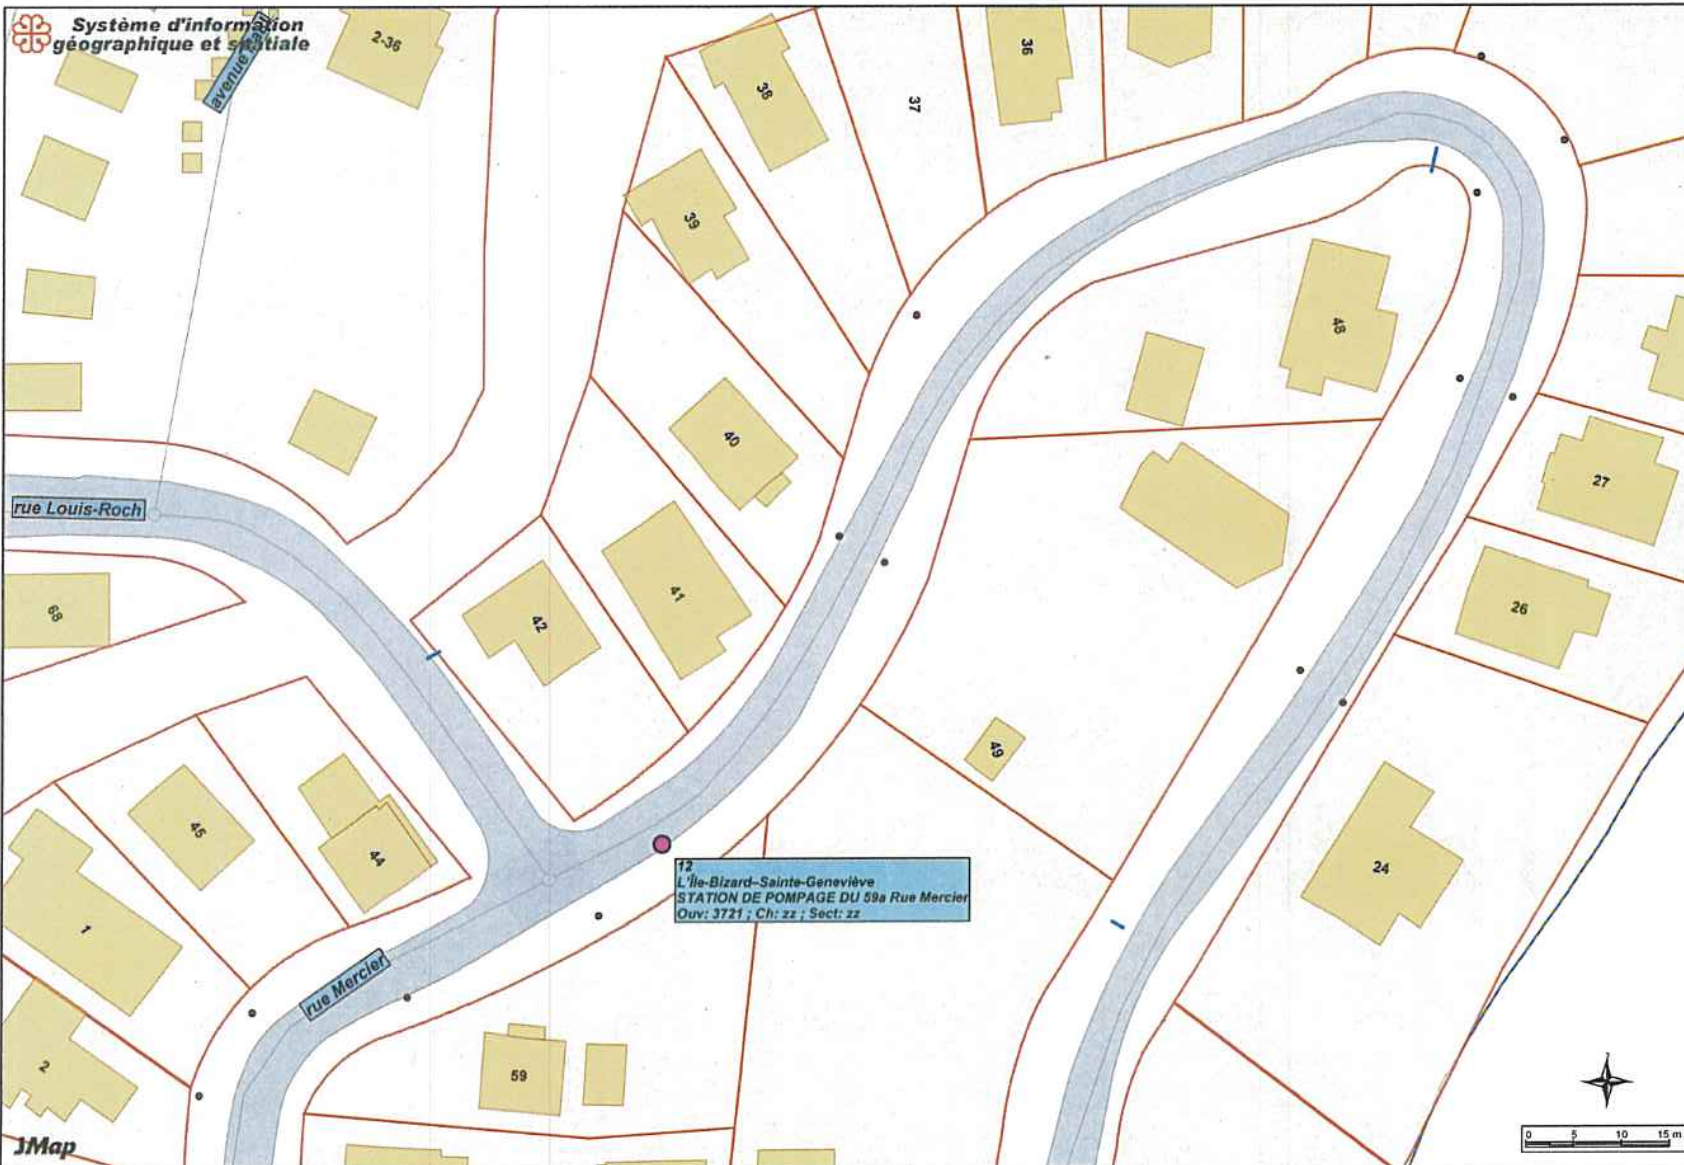 Système d'information
géographique et spatiale
2-36
38
37
36
39
48
40
27
rue Louis-Roch
26
68
42
41
49
45
44
24
12
L'Île-Bizard–Sainte-Geneviève
STATION DE POMPAGE DU 59a Rue Mercier
Ouv: 3721 ; Ch: zz ; Sect: zz
1
rue Mercier
2
59
JMap
0 5 10 15 m
avenue